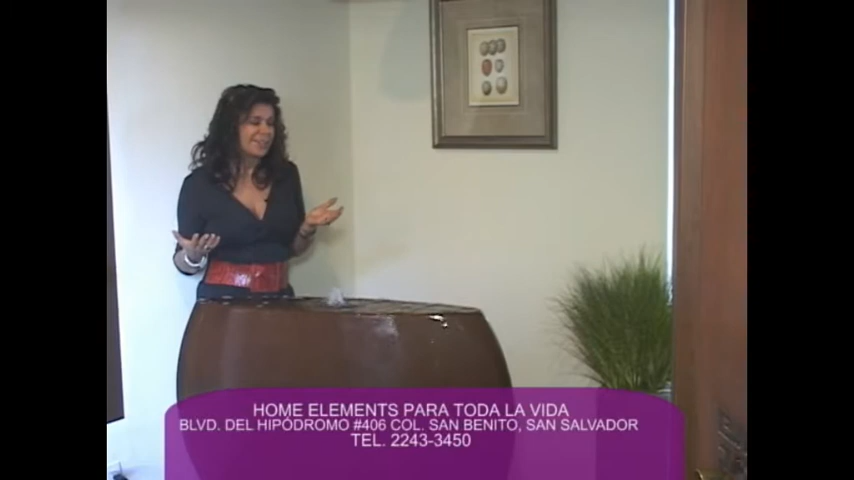 HOME ELEMENTS PARA TODA LA VIDA
BLVD. DEL HIPÓDROMO #406 COL. SAN BENITO, SAN SALVADOR
TEL. 2243-3450